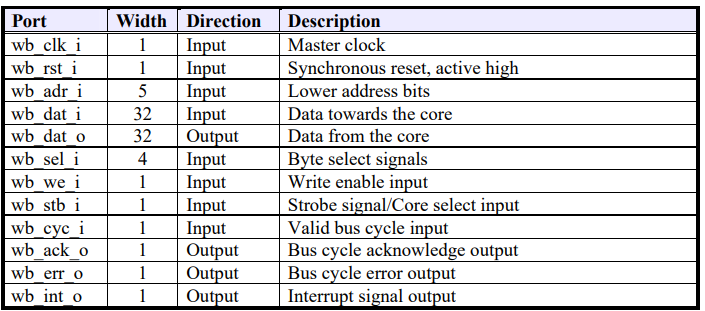 Port Width Direction Description
wb_clk_i 1 Input Master clock
wb_rst_i 1 Input Synchronous reset, active high
wb_adr_i 5 Input Lower address bits
wb_dat_i 32 Input Data towards the core
wb_dat_o 32 Output Data from the core
wb_sel_i 4 Input Byte select signals
wb_we_i 1 Input Write enable input
wb_stb_i 1 Input Strobe signal/Core select input
wb_cyc_i 1 Input Valid bus cycle input
wb_ack_o 1 Output Bus cycle acknowledge output
wb_err_o 1 Output Bus cycle error output
wb_int_o 1 Output Interrupt signal output